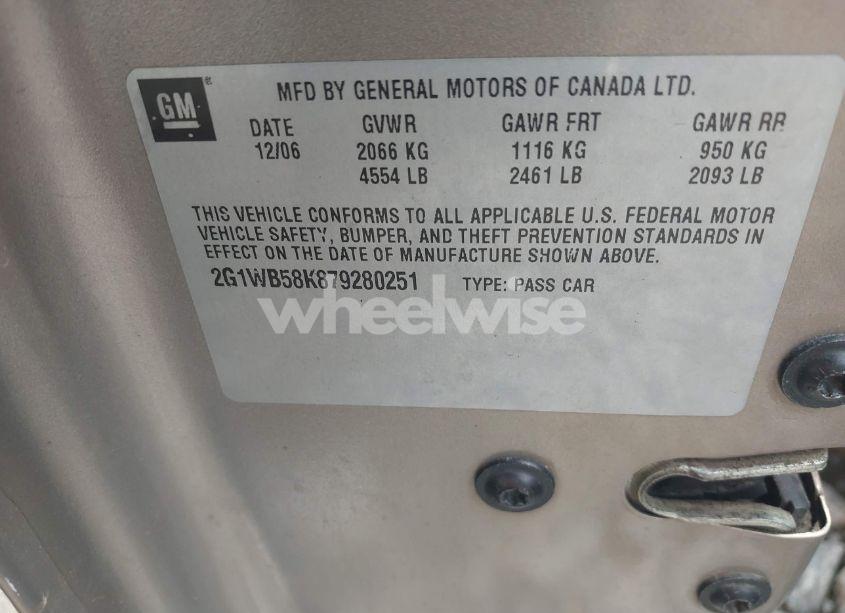 GM ®
MFD BY GENERAL MOTORS OF CANADA LTD.
DATE GVWR GAWR FRT GAWR RR
12/06 2066 KG 1116 KG 950 KG
4554 LB 2461 LB 2093 LB
THIS VEHICLE CONFORMS TO ALL APPLICABLE U.S. FEDERAL MOTOR
VEHICLE SAFETY, BUMPER, AND THEFT PREVENTION STANDARDS IN
EFFECT ON THE DATE OF MANUFACTURE SHOWN ABOVE.
2G1WB58K879280251 TYPE: PASS CAR
wheelwise